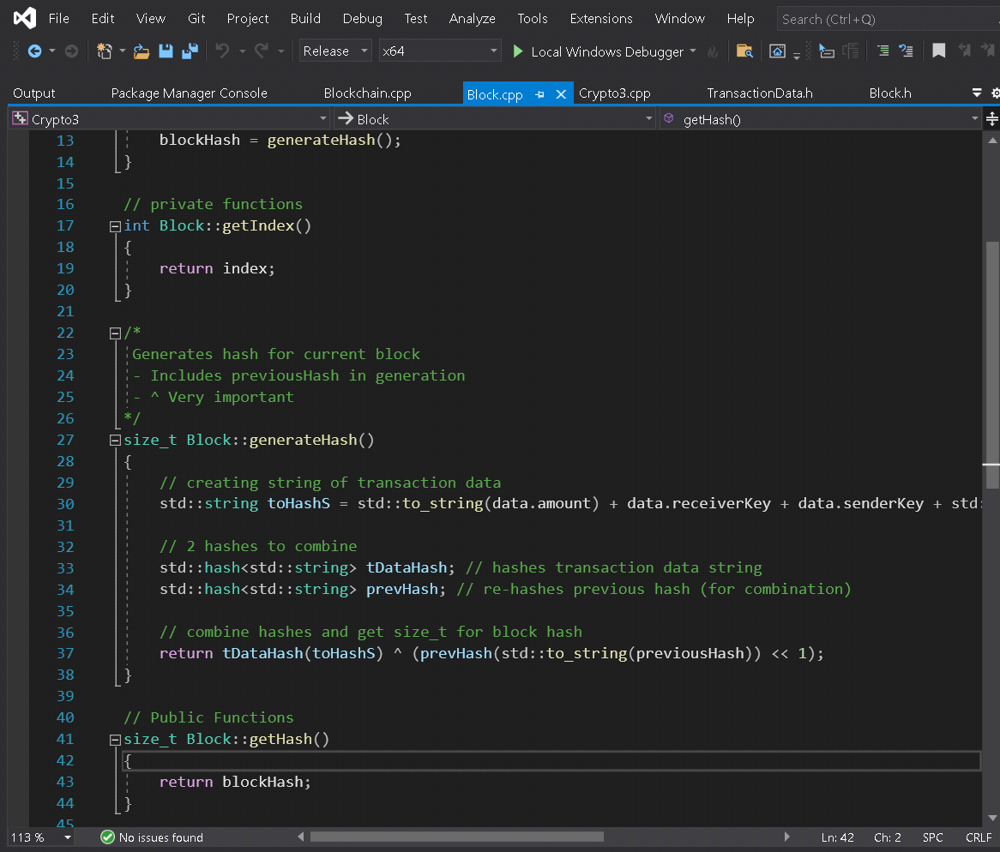 File Edit View Git Project Build Debug Test Analyze Tools Extensions Window Help Search (Ctrl+Q)
Release x64 Local Windows Debugger
Output Package Manager Console Blockchain.cpp Block.cpp Crypto3.cpp TransactionData.h Block.h
Crypto3 Block getHash()
13 blockHash = generateHash();
14 }
15
16 // private functions
17 int Block::getIndex()
18 {
19 return index;
20 }
21
22 /*
23 Generates hash for current block
24 - Includes previousHash in generation
25 - ^ Very important
26 */
27 size_t Block::generateHash()
28 {
29 // creating string of transaction data
30 std::string toHashS = std::to_string(data.amount) + data.receiverKey + data.senderKey + std:
31
32 // 2 hashes to combine
33 std::hash<std::string> tDataHash; // hashes transaction data string
34 std::hash<std::string> prevHash; // re-hashes previous hash (for combination)
35
36 // combine hashes and get size_t for block hash
37 return tDataHash(toHashS) ^ (prevHash(std::to_string(previousHash)) << 1);
38 }
39
40 // Public Functions
41 size_t Block::getHash()
42 {
43 return blockHash;
44 }
45
113 % No issues found Ln: 42 Ch: 2 SPC CRLF